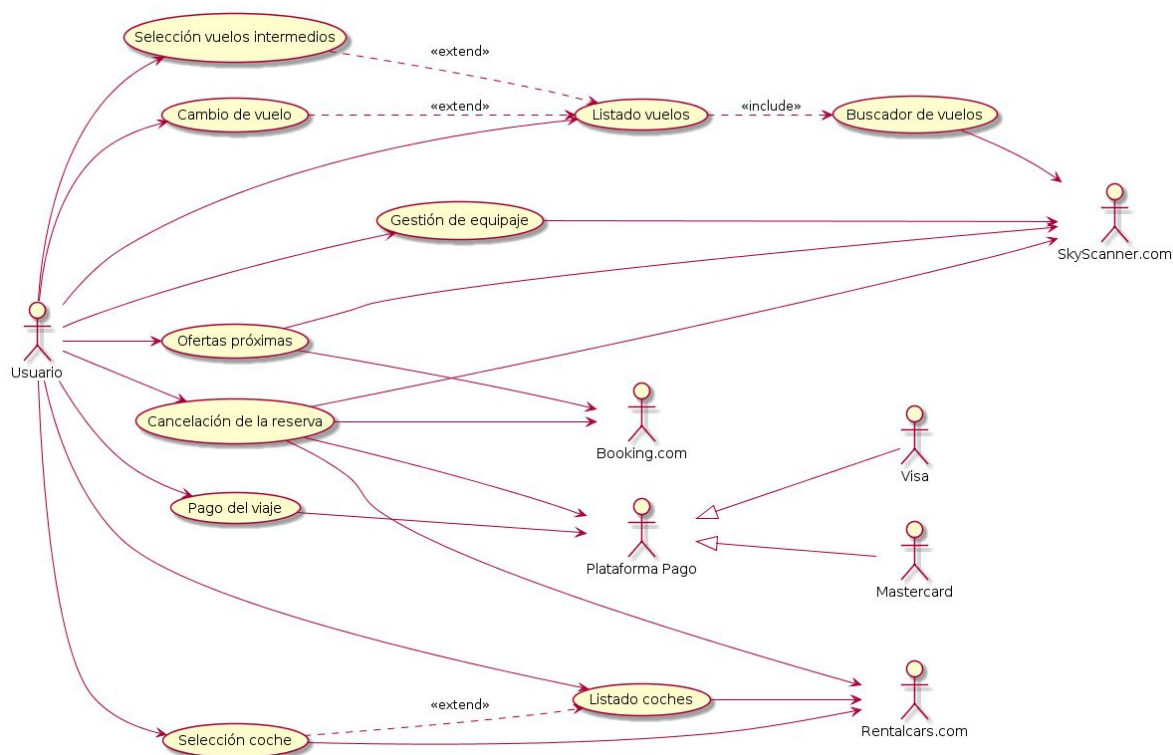 Selección vuelos intermedios
«extend»
Cambio de vuelo
«extend»
Listado vuelos
«include»
Buscador de vuelos
Gestión de equipaje
SkyScanner.com
Usuario
Ofertas próximas
Cancelación de la reserva
Booking.com
Visa
Pago del viaje
Plataforma Pago
Mastercard
Listado coches
«extend»
Selección coche
Rentalcars.com